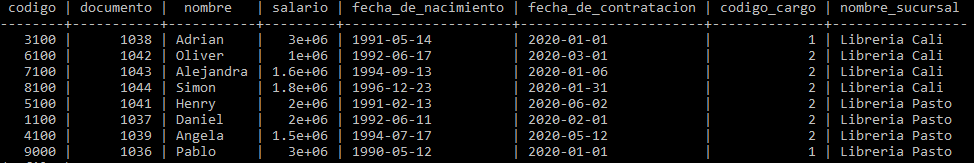 codigo | documento | nombre | salario | fecha_de_nacimiento | fecha_de_contratacion | codigo_cargo | nombre_sucursal
3100 | 1038 | Adrian | 3e+06 | 1991-05-14 | 2020-01-01 | 1 | Libreria Cali
6100 | 1042 | Oliver | 1e+06 | 1992-06-17 | 2020-03-01 | 2 | Libreria Cali
7100 | 1043 | Alejandra | 1.6e+06 | 1994-09-13 | 2020-01-06 | 2 | Libreria Cali
8100 | 1044 | Simon | 1.8e+06 | 1996-12-23 | 2020-01-31 | 2 | Libreria Cali
5100 | 1041 | Henry | 2e+06 | 1991-02-13 | 2020-06-02 | 2 | Libreria Pasto
1100 | 1037 | Daniel | 2e+06 | 1992-06-11 | 2020-02-01 | 2 | Libreria Pasto
4100 | 1039 | Angela | 1.5e+06 | 1994-07-17 | 2020-05-12 | 2 | Libreria Pasto
9000 | 1036 | Pablo | 3e+06 | 1990-05-12 | 2020-01-01 | 1 | Libreria Pasto